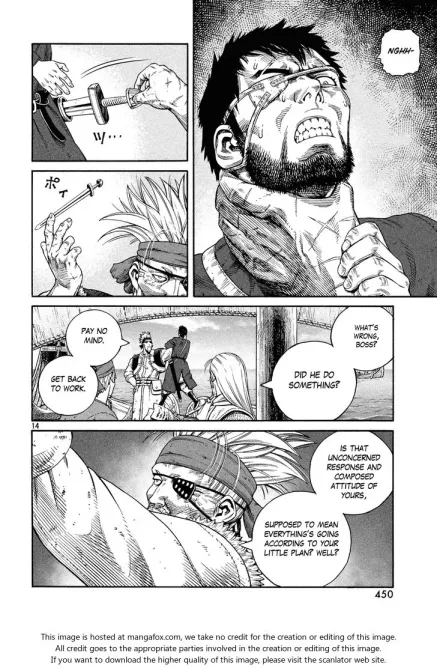 NGHH-
ツ...
ポイ
WHAT'S
WRONG,
BOSS?
DID HE DO
SOMETHING?
PAY NO
MIND.
GET BACK
TO WORK.
14
IS THAT
UNCONCERNED
RESPONSE AND
COMPOSED
ATTITUDE OF
YOURS,
SUPPOSED TO MEAN
EVERYTHING'S GOING
ACCORDING TO YOUR
LITTLE PLAN? WELL?
450
This image is hosted at mangafox.com, we take no credit for the creation or editing of this image.
All credit goes to the appropriate parties involved in the creation or editing of this image.
If you want to download the higher quality of this image, please visit the scanlator web site.